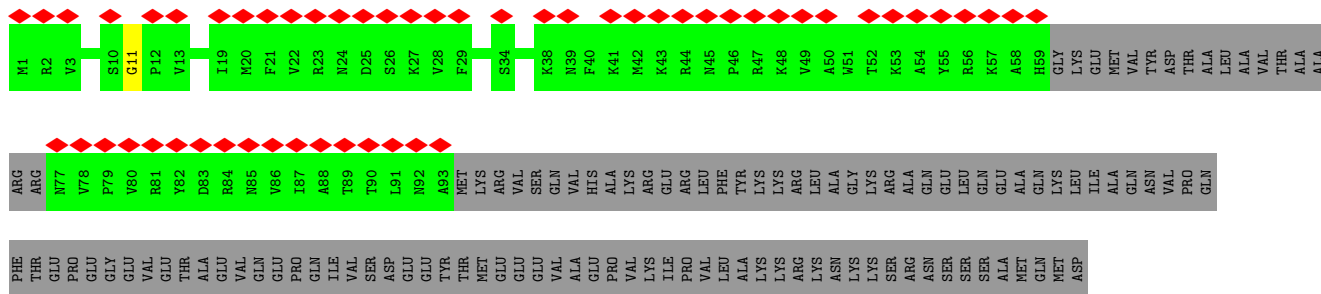 M1 R2 V3 S10 G11 P12 V13 I19 M20 F21 V22 R23 N24 D25 S26 K27 V28 F29 S34 K38 N39 F40 K41 M42 K43 R44 N45 P46 R47 K48 V49 A50 W51 T52 K53 A54 Y55 R56 K57 A58 H59 GLY LYS GLU MET VAL TYR ASP THR ALA LEU ALA VAL THR ALA ALA
ARG ARG N77 V78 P79 V80 R81 Y82 D83 R84 N85 V86 I87 A88 T89 T90 L91 N92 A93 MET LYS ARG VAL SER GLN VAL HIS ALA LYS ARG GLU ARG LEU PHE TYR LYS LYS ARG LEU ALA GLY LYS ARG ALA GLN GLU LEU GLN GLU ALA GLN LYS LEU ILE ALA GLN ASN VAL PRO GLN
PHE THR GLU PRO GLU GLY GLU VAL GLU THR ALA GLU VAL GLN GLU PRO GLN ILE VAL SER ASP GLU GLU TYR THR MET GLU GLU GLU VAL ALA GLU PRO VAL LYS ILE PRO VAL LEU ALA LYS LYS ARG LYS ASN LYS LYS SER ARG ASN SER SER SER ALA MET GLN MET ASP